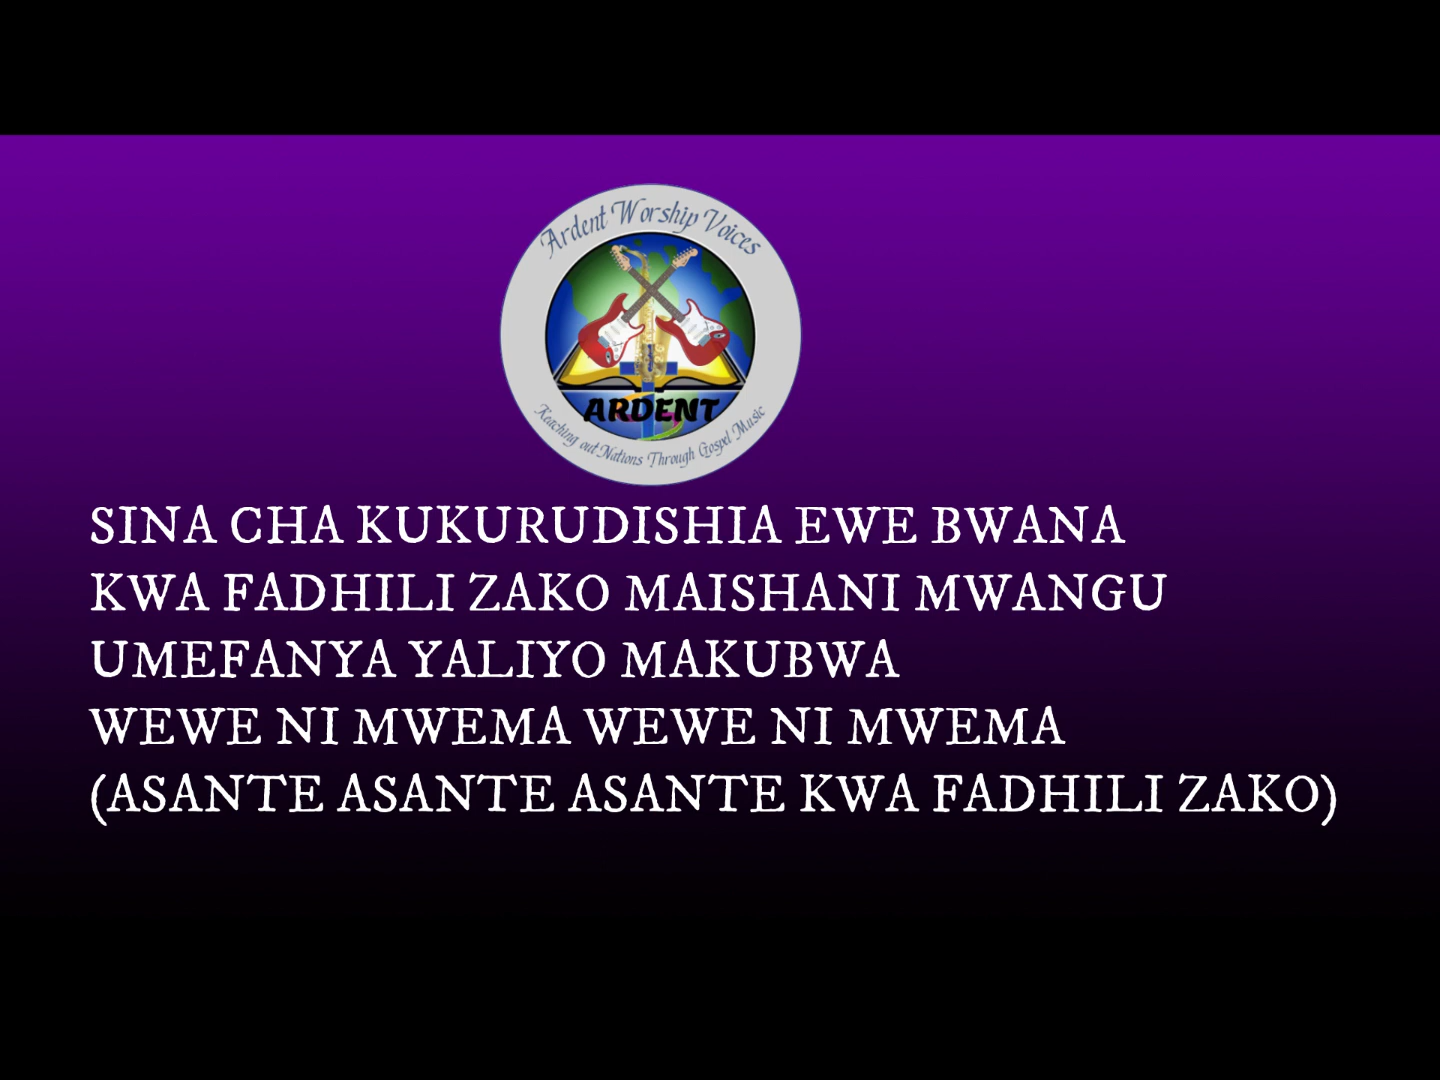 Ardent Worship Voices
ARDENT
Reaching out Nations Through Gospel Music
SINA CHA KUKURUDISHIA EWE BWANA
KWA FADHILI ZAKO MAISHANI MWANGU
UMEFANYA YALIYO MAKUBWA
WEWE NI MWEMA WEWE NI MWEMA
(ASANTE ASANTE ASANTE KWA FADHILI ZAKO)